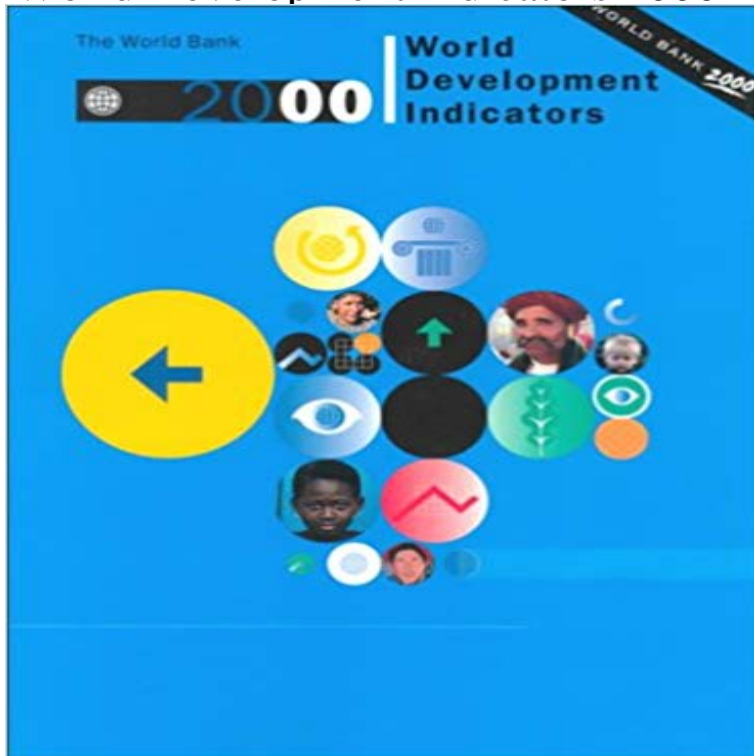 The World Bank
2000
World
Development
Indicators
WORLD BANK 2000